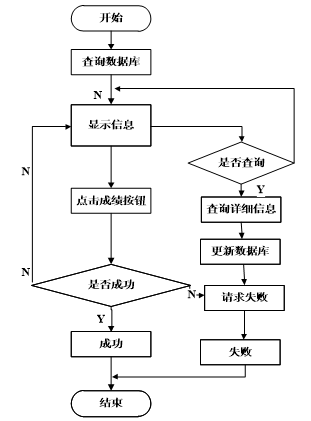 开始
查询数据库
N
显示信息
是否查询
N
Y
点击成绩按钮
查询详细信息
更新数据库
N
是否成功
N
请求失败
Y
成功
失败
结束